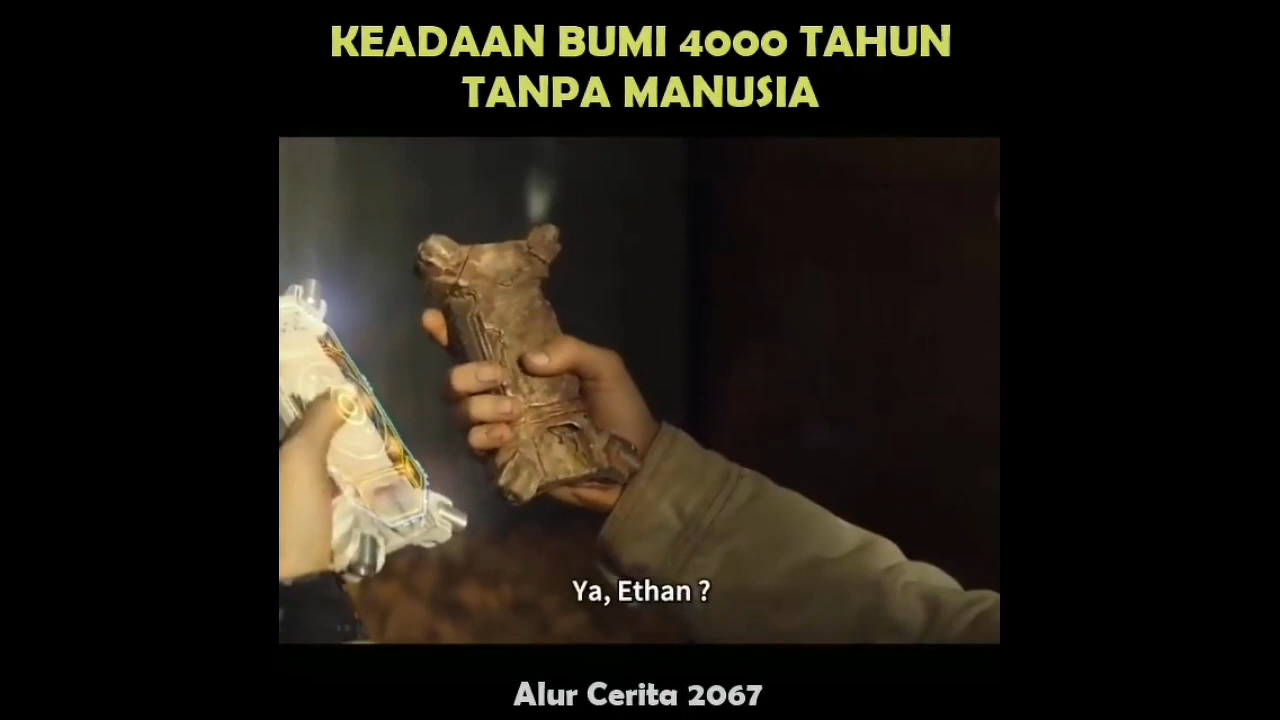 KEADAAN BUMI 4000 TAHUN
TANPA MANUSIA
Ya, Ethan ?
Alur Cerita 2067